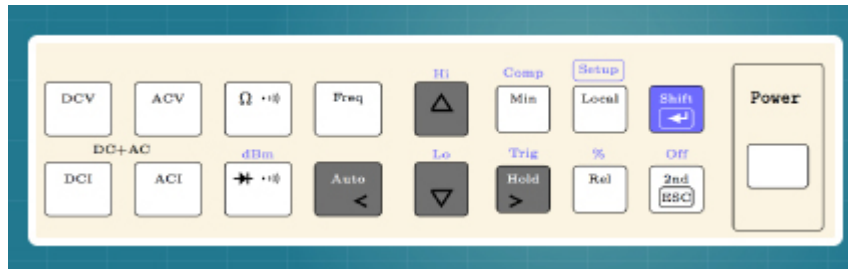 Hi Comp Setup
DCV ACV Ω Freq Min Local Shift Power
DC+AC
dBm Lo Trig % Off
DCI ACI Auto Hold Rel 2nd
< > ESC